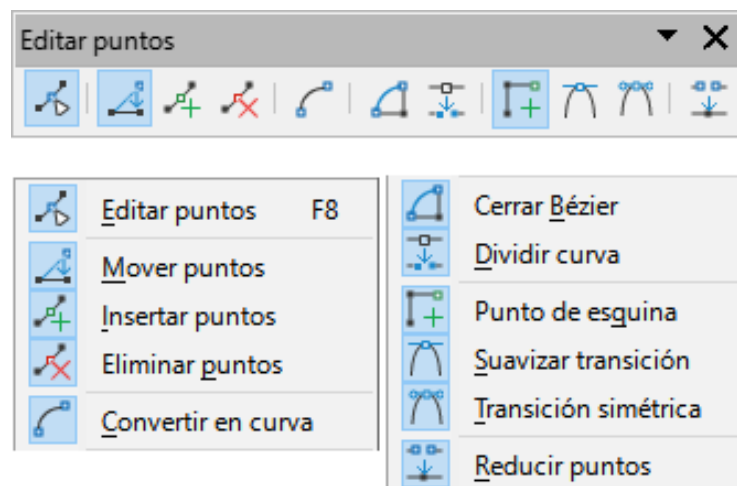 Editar puntos
Editar puntos F8
Mover puntos
Insertar puntos
Eliminar puntos
Convertir en curva
Cerrar Bézier
Dividir curva
Punto de esquina
Suavizar transición
Transición simétrica
Reducir puntos